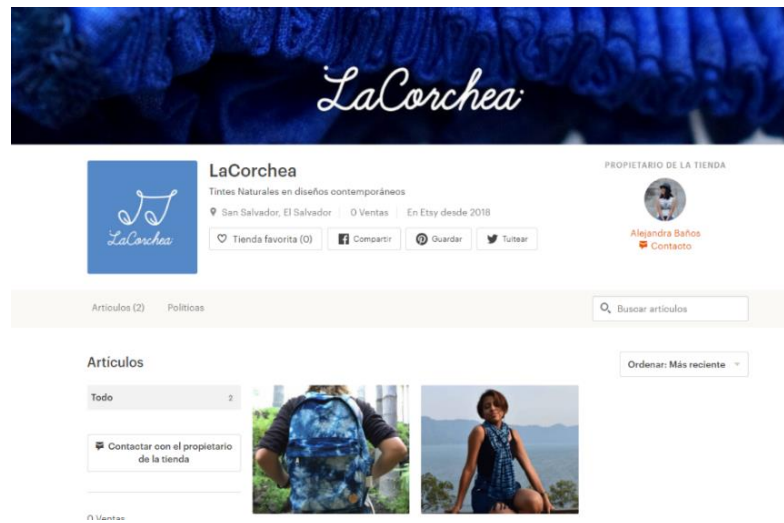 LaCorchea
LaCorchea
LaCorchea
Tintes Naturales en diseños contemporáneos
San Salvador, El Salvador 0 Ventas En Etsy desde 2018
Tienda favorita (0) Compartir Guardar Tuitear
PROPIETARIO DE LA TIENDA
Alejandra Baños
Contacto
Artículos (2) Políticas
Buscar artículos
Artículos
Ordenar: Más reciente
Todo 2
Contactar con el propietario
de la tienda
0 Ventas